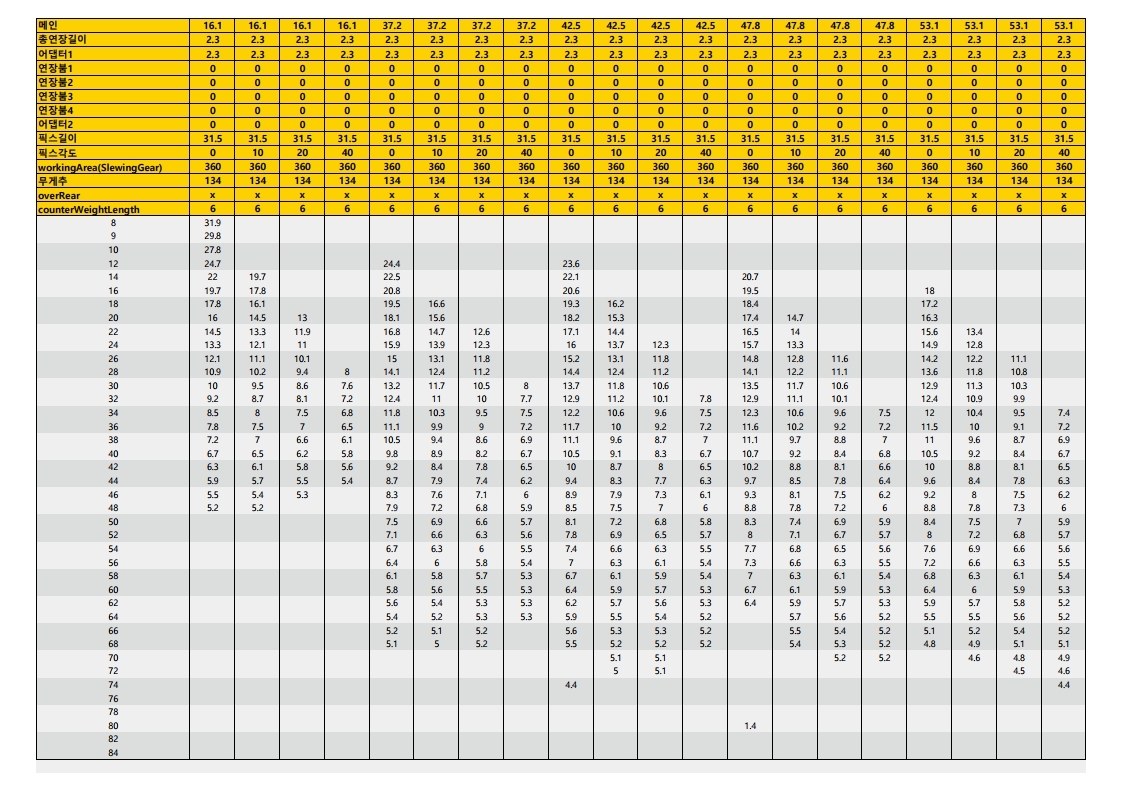 메인 16.1 16.1 16.1 16.1 37.2 37.2 37.2 37.2 42.5 42.5 42.5 42.5 47.8 47.8 47.8 47.8 53.1 53.1 53.1 53.1
총연장길이 2.3 2.3 2.3 2.3 2.3 2.3 2.3 2.3 2.3 2.3 2.3 2.3 2.3 2.3 2.3 2.3 2.3 2.3 2.3 2.3
어댑터1 2.3 2.3 2.3 2.3 2.3 2.3 2.3 2.3 2.3 2.3 2.3 2.3 2.3 2.3 2.3 2.3 2.3 2.3 2.3 2.3
연장붐1 0 0 0 0 0 0 0 0 0 0 0 0 0 0 0 0 0 0 0 0
연장붐2 0 0 0 0 0 0 0 0 0 0 0 0 0 0 0 0 0 0 0 0
연장붐3 0 0 0 0 0 0 0 0 0 0 0 0 0 0 0 0 0 0 0 0
연장붐4 0 0 0 0 0 0 0 0 0 0 0 0 0 0 0 0 0 0 0 0
어댑터2 0 0 0 0 0 0 0 0 0 0 0 0 0 0 0 0 0 0 0 0
픽스길이 31.5 31.5 31.5 31.5 31.5 31.5 31.5 31.5 31.5 31.5 31.5 31.5 31.5 31.5 31.5 31.5 31.5 31.5 31.5 31.5
픽스각도 0 10 20 40 0 10 20 40 0 10 20 40 0 10 20 40 0 10 20 40
workingArea(SlewingGear) 360 360 360 360 360 360 360 360 360 360 360 360 360 360 360 360 360 360 360 360
무게추 134 134 134 134 134 134 134 134 134 134 134 134 134 134 134 134 134 134 134 134
overRear x x x x x x x x x x x x x x x x x x x x
counterWeightLength 6 6 6 6 6 6 6 6 6 6 6 6 6 6 6 6 6 6 6 6
8 31.9
9 29.8
10 27.8
12 24.7 24.4 23.6
14 22 19.7 22.5 22.1 20.7
16 19.7 17.8 20.8 20.6 19.5 18
18 17.8 16.1 19.5 16.6 19.3 16.2 18.4 17.2
20 16 14.5 13 18.1 15.6 18.2 15.3 17.4 14.7 16.3
22 14.5 13.3 11.9 16.8 14.7 12.6 17.1 14.4 16.5 14 15.6 13.4
24 13.3 12.1 11 15.9 13.9 12.3 16 13.7 12.3 15.7 13.3 14.9 12.8
26 12.1 11.1 10.1 15 13.1 11.8 15.2 13.1 11.8 14.8 12.8 11.6 14.2 12.2 11.1
28 10.9 10.2 9.4 8 14.1 12.4 11.2 14.4 12.4 11.2 14.1 12.2 11.1 13.6 11.8 10.8
30 10 9.5 8.6 7.6 13.2 11.7 10.5 8 13.7 11.8 10.6 13.5 11.7 10.6 12.9 11.3 10.3
32 9.2 8.7 8.1 7.2 12.4 11 10 7.7 12.9 11.2 10.1 7.8 12.9 11.1 10.1 12.4 10.9 9.9
34 8.5 8 7.5 6.8 11.8 10.3 9.5 7.5 12.2 10.6 9.6 7.5 12.3 10.6 9.6 7.5 12 10.4 9.5 7.4
36 7.8 7.5 7 6.5 11.1 9.9 9 7.2 11.7 10 9.2 7.2 11.6 10.2 9.2 7.2 11.5 10 9.1 7.2
38 7.2 7 6.6 6.1 10.5 9.4 8.6 6.9 11.1 9.6 8.7 7 11.1 9.7 8.8 7 11 9.6 8.7 6.9
40 6.7 6.5 6.2 5.8 9.8 8.9 8.2 6.7 10.5 9.1 8.3 6.7 10.7 9.2 8.4 6.8 10.5 9.2 8.4 6.7
42 6.3 6.1 5.8 5.6 9.2 8.4 7.8 6.5 10 8.7 8 6.5 10.2 8.8 8.1 6.6 10 8.8 8.1 6.5
44 5.9 5.7 5.5 5.4 8.7 7.9 7.4 6.2 9.4 8.3 7.7 6.3 9.7 8.5 7.8 6.4 9.6 8.4 7.8 6.3
46 5.5 5.4 5.3 8.3 7.6 7.1 6 8.9 7.9 7.3 6.1 9.3 8.1 7.5 6.2 9.2 8 7.5 6.2
48 5.2 5.2 7.9 7.2 6.8 5.9 8.5 7.5 7 6 8.8 7.8 7.2 6 8.8 7.8 7.3 6
50 7.5 6.9 6.6 5.7 8.1 7.2 6.8 5.8 8.3 7.4 6.9 5.9 8.4 7.5 7 5.9
52 7.1 6.6 6.3 5.6 7.8 6.9 6.5 5.7 8 7.1 6.7 5.7 8 7.2 6.8 5.7
54 6.7 6.3 6 5.5 7.4 6.6 6.3 5.5 7.7 6.8 6.5 5.6 7.6 6.9 6.6 5.6
56 6.4 6 5.8 5.4 7 6.3 6.1 5.4 7.3 6.6 6.3 5.5 7.2 6.6 6.3 5.5
58 6.1 5.8 5.7 5.3 6.7 6.1 5.9 5.4 7 6.3 6.1 5.4 6.8 6.3 6.1 5.4
60 5.8 5.6 5.5 5.3 6.4 5.9 5.7 5.3 6.7 6.1 5.9 5.3 6.4 6 5.9 5.3
62 5.6 5.4 5.3 5.3 6.2 5.7 5.6 5.3 6.4 5.9 5.7 5.3 5.9 5.7 5.8 5.2
64 5.4 5.2 5.3 5.3 5.9 5.5 5.4 5.2 5.7 5.6 5.2 5.5 5.5 5.6 5.2
66 5.2 5.1 5.2 5.6 5.3 5.3 5.2 5.5 5.4 5.2 5.1 5.2 5.4 5.2
68 5.1 5 5.2 5.5 5.2 5.2 5.2 5.4 5.3 5.2 4.8 4.9 5.1 5.1
70 5.1 5.1 5.2 5.2 4.6 4.8 4.9
72 5 5.1 4.5 4.6
74 4.4 4.4
76
78
80 1.4
82
84